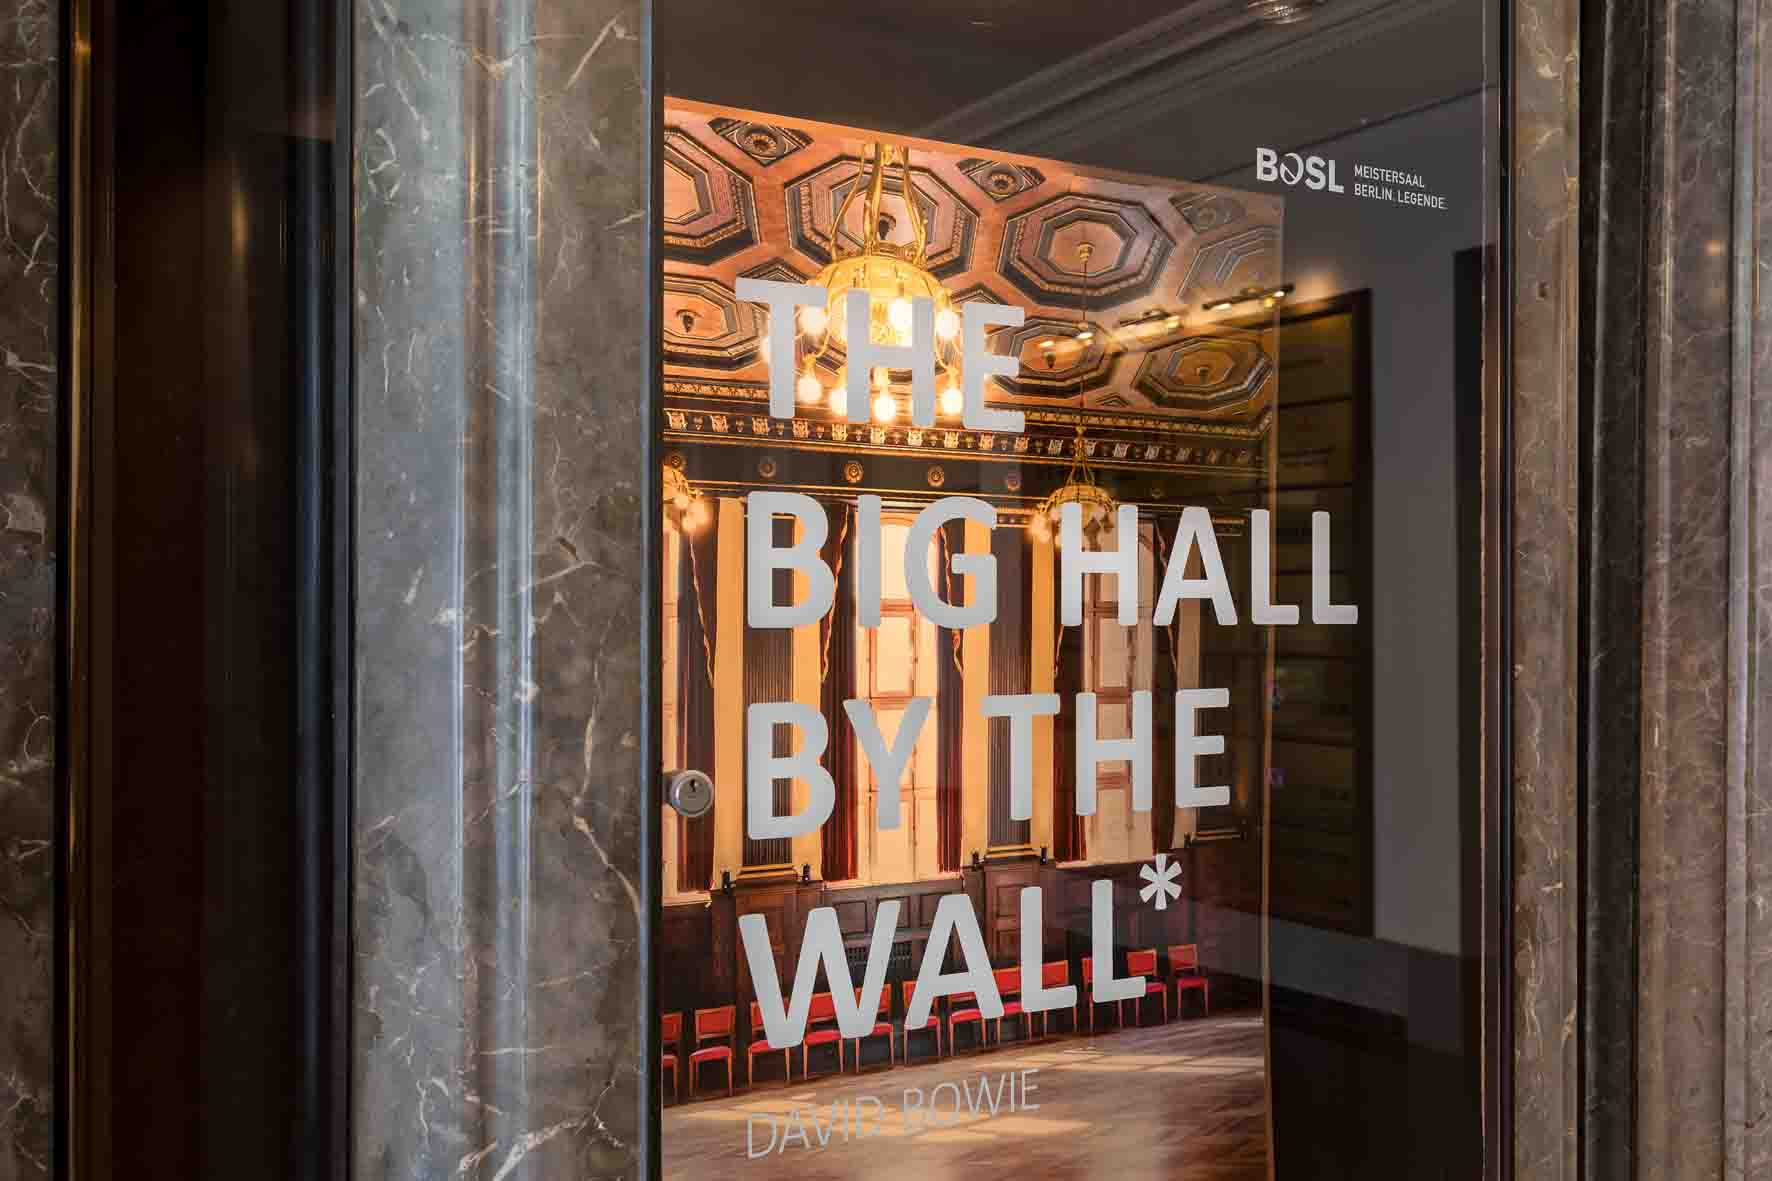 BOSL
MEISTERSAAL
BERLIN. LEGENDE.
THE
BIG HALL
BY THE
WALL*
DAVID BOWIE